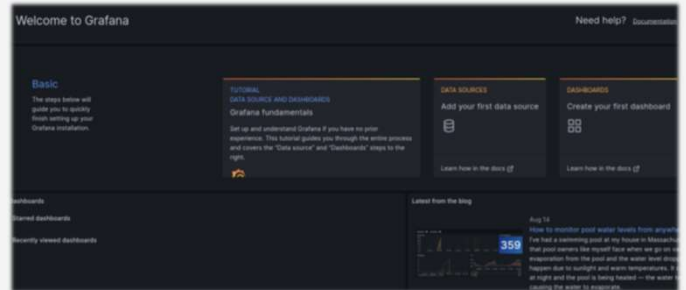 Welcome to Grafana
Need help?
Documentation
Basic
The steps below will
guide you to quickly
finish setting up your
Grafana installation.
TUTORIAL
DATA SOURCE AND DASHBOARDS
Grafana fundamentals
Set up and understand Grafana if you have no prior
experience. This tutorial guides you through the entire process
and covers the "Data source" and "Dashboards" steps to the
right.
DATA SOURCES
Add your first data source
Learn how in the docs
DASHBOARDS
Create your first dashboard
Learn how in the docs
Starred dashboards
Recently viewed dashboards
Latest from the blog
Aug 14
How to monitor pool water levels from
359
I've had a swimming pool at my house in
that pool owners like myself face when we go on
evaporation from the pool and the water level
happen due to sunlight and warm temperatures.
at night and the pool is being heated — the water
causing the water to evaporate.